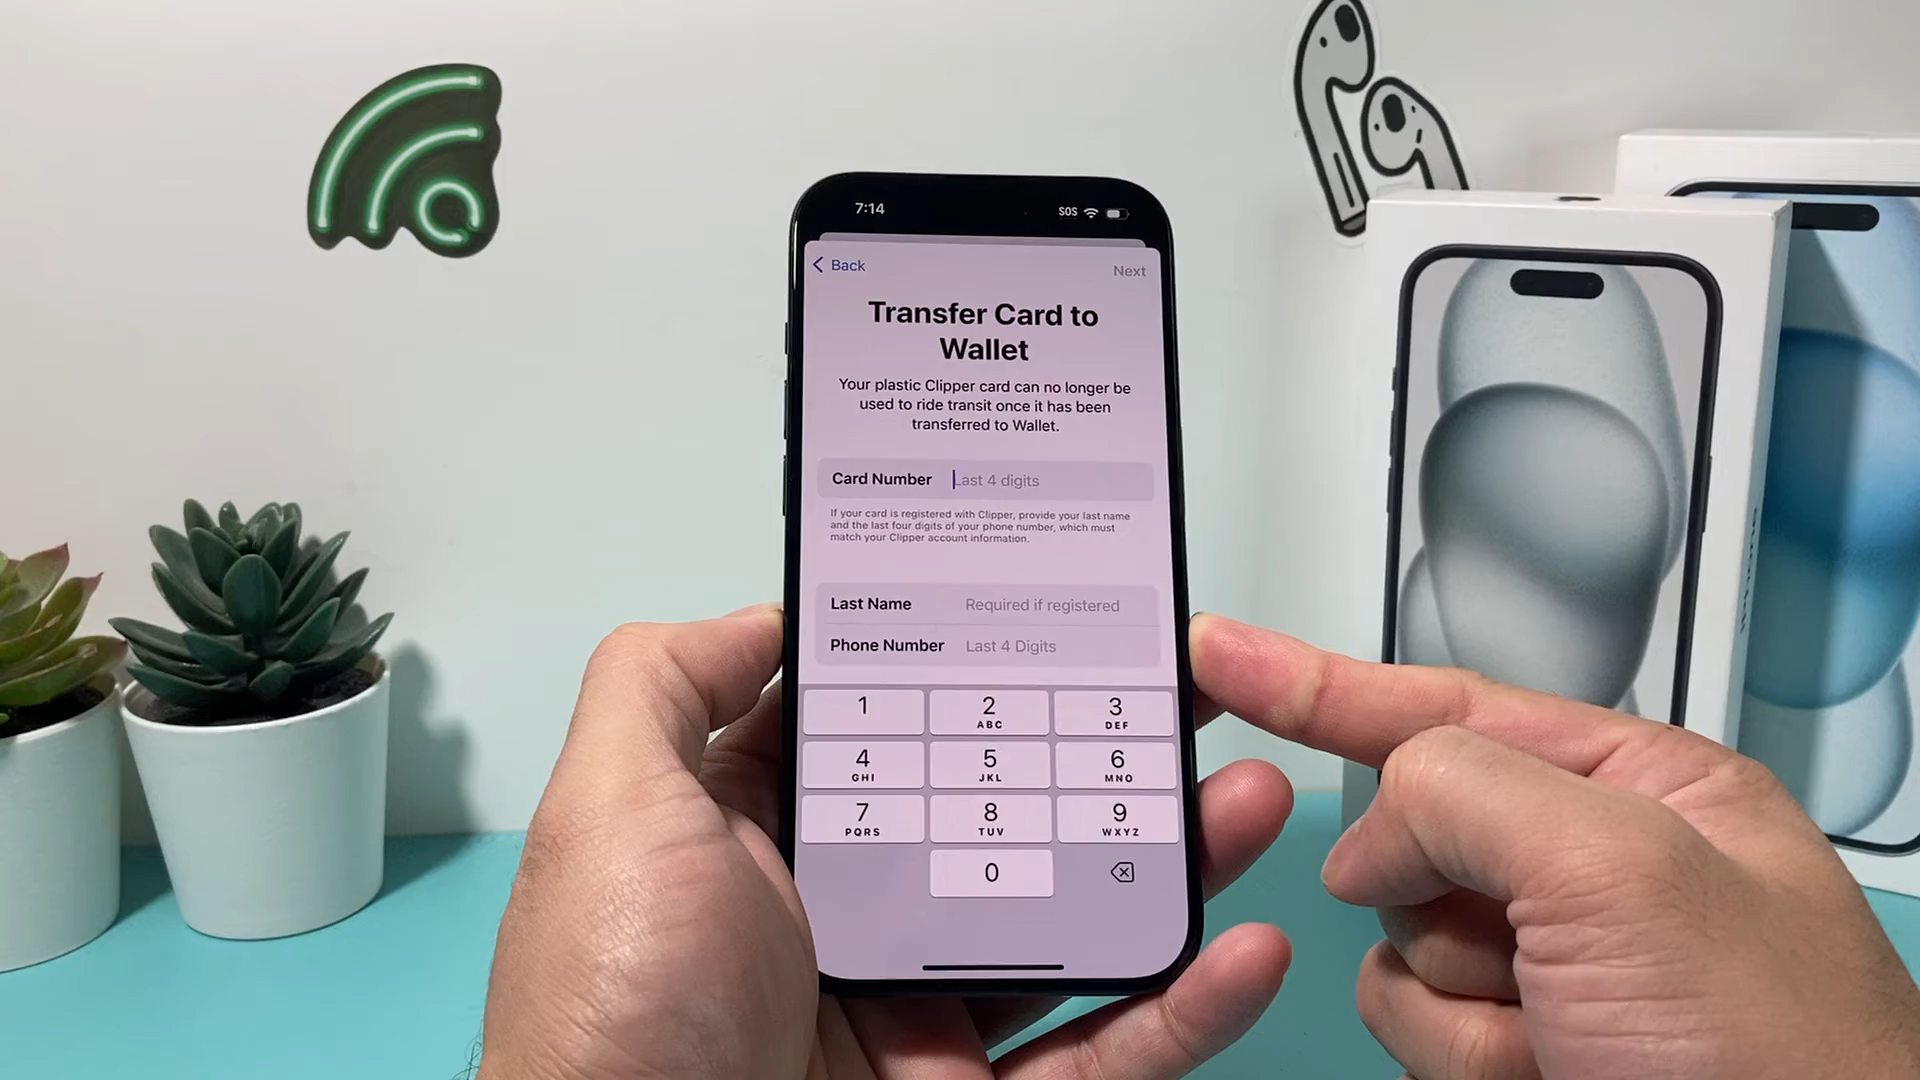 7:14
SOS
Back
Next
Transfer Card to
Wallet
Your plastic Clipper card can no longer be
used to ride transit once it has been
transferred to Wallet.
Card Number Last 4 digits
If your card is registered with Clipper, provide your last name
and the last four digits of your phone number, which must
match your Clipper account information.
Last Name Required if registered
Phone Number Last 4 Digits
1
2 ABC
3 DEF
4 GHI
5 JKL
6 MNO
7 PQRS
8 TUV
9 WXYZ
0
iPhone